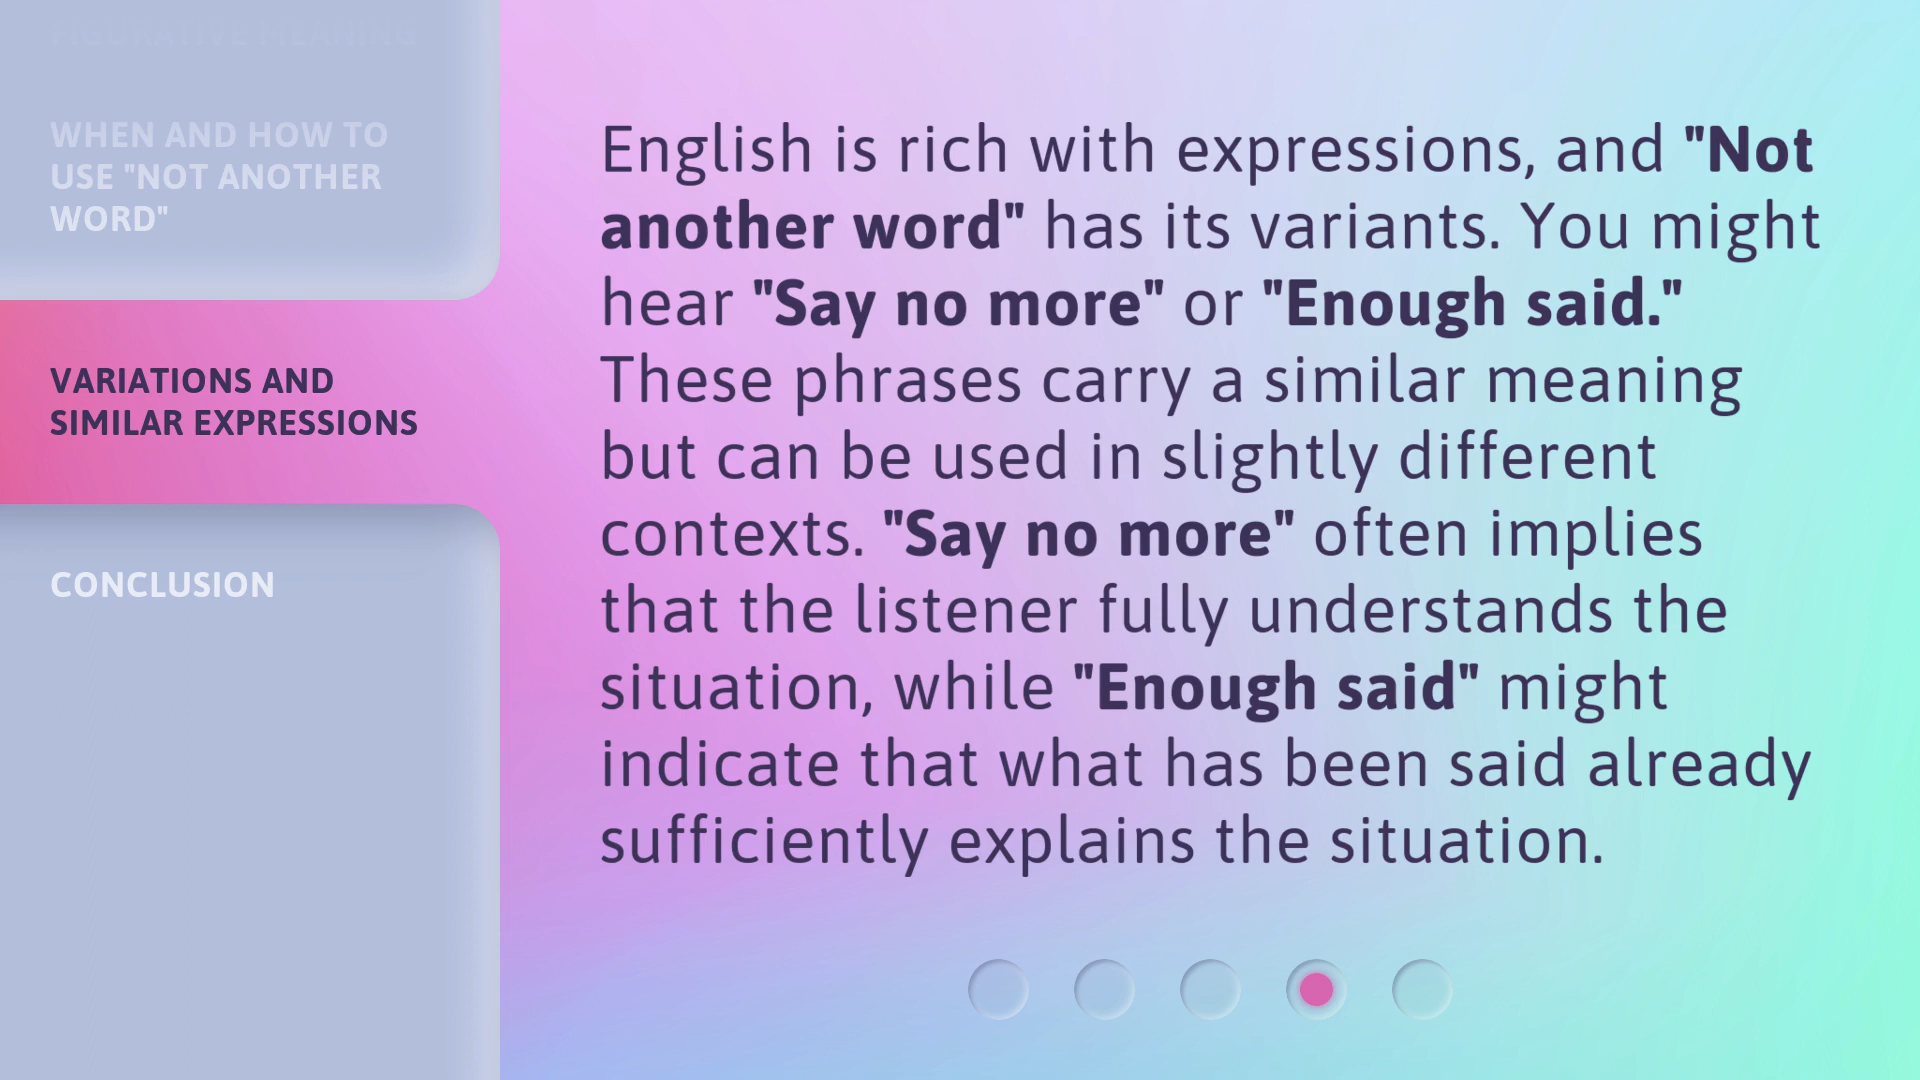 FIGURATIVE MEANING
WHEN AND HOW TO
USE "NOT ANOTHER
WORD"
VARIATIONS AND
SIMILAR EXPRESSIONS
CONCLUSION
English is rich with expressions, and "Not
another word" has its variants. You might
hear "Say no more" or "Enough said."
These phrases carry a similar meaning
but can be used in slightly different
contexts. "Say no more" often implies
that the listener fully understands the
situation, while "Enough said" might
indicate that what has been said already
sufficiently explains the situation.